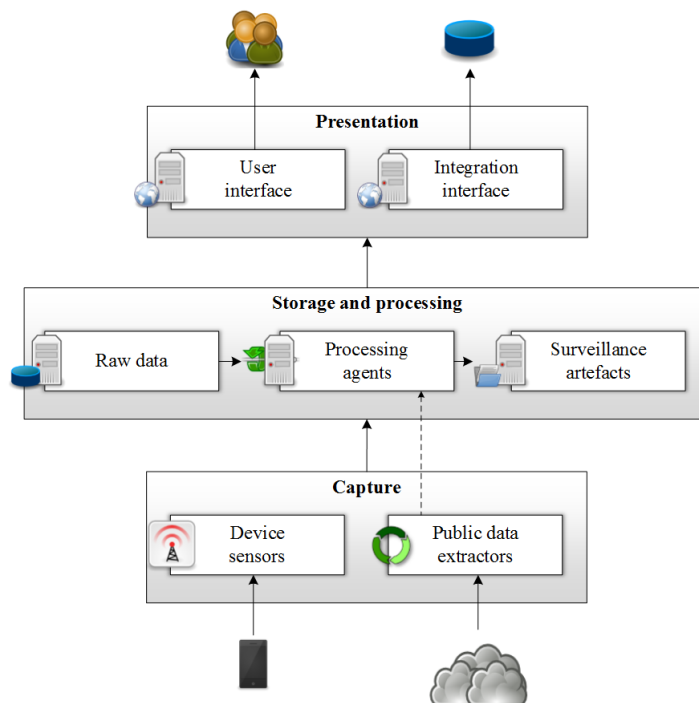 Presentation
User
interface
Integration
interface
Storage and processing
Raw data
Processing
agents
Surveillance
artefacts
Capture
Device
sensors
Public data
extractors